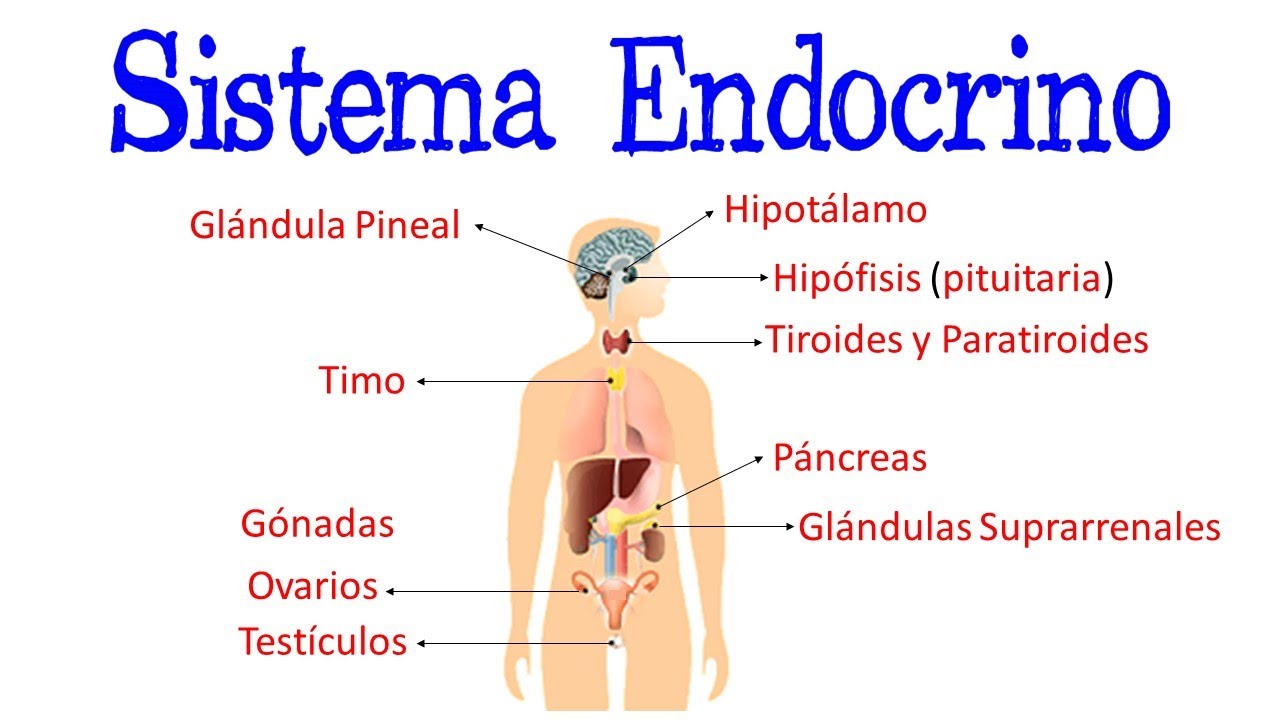 Sistema Endocrino
Glándula Pineal
Hipotálamo
Hipófisis (pituitaria)
Tiroides y Paratiroides
Timo
Páncreas
Glándulas Suprarrenales
Gónadas
Ovarios
Testículos